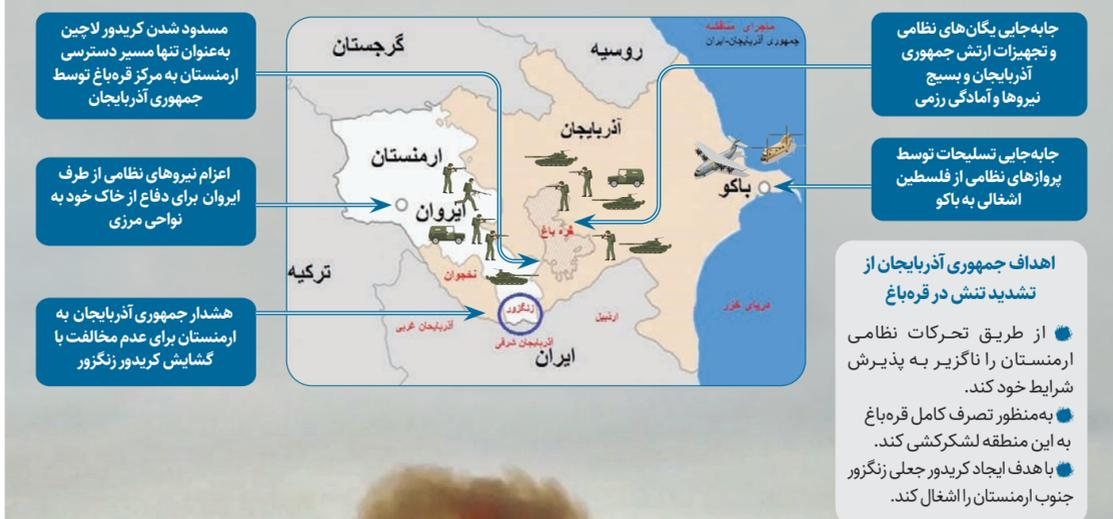 جابه‌جایی یگان‌های نظامی
و تجهیزات ارتش جمهوری
آذربایجان و بسیج
نیروها و آمادگی رزمی
جابه‌جایی تسلیحات توسط
پروازهای نظامی از فلسطین
اشغالی به باکو
اهداف جمهوری آذربایجان از
تشدید تنش در قره‌باغ
از طریق تحرکات نظامی
ارمنستان را ناگزیر به پذیرش
شرایط خود کند.
به‌منظور تصرف کامل قره‌باغ
به این منطقه لشکرکشی کند.
با هدف ایجاد کریدور جعلی زنگزور
جنوب ارمنستان را اشغال کند.
ماجرای مناقشه
جمهوری آذربایجان-ایران
روسیه
گرجستان
آذربایجان
ارمنستان
باکو
ایروان
قره باغ
نخجوان
ترکیه
زنگزور
دریای خزر
اردبیل
آذربایجان غربی
آذربایجان شرقی
ایران
مسدود شدن کریدور لاچین
به‌عنوان تنها مسیر دسترسی
ارمنستان به مرکز قره‌باغ توسط
جمهوری آذربایجان
اعزام نیروهای نظامی از طرف
ایروان برای دفاع از خاک خود به
نواحی مرزی
هشدار جمهوری آذربایجان به
ارمنستان برای عدم مخالفت با
گشایش کریدور زنگزور